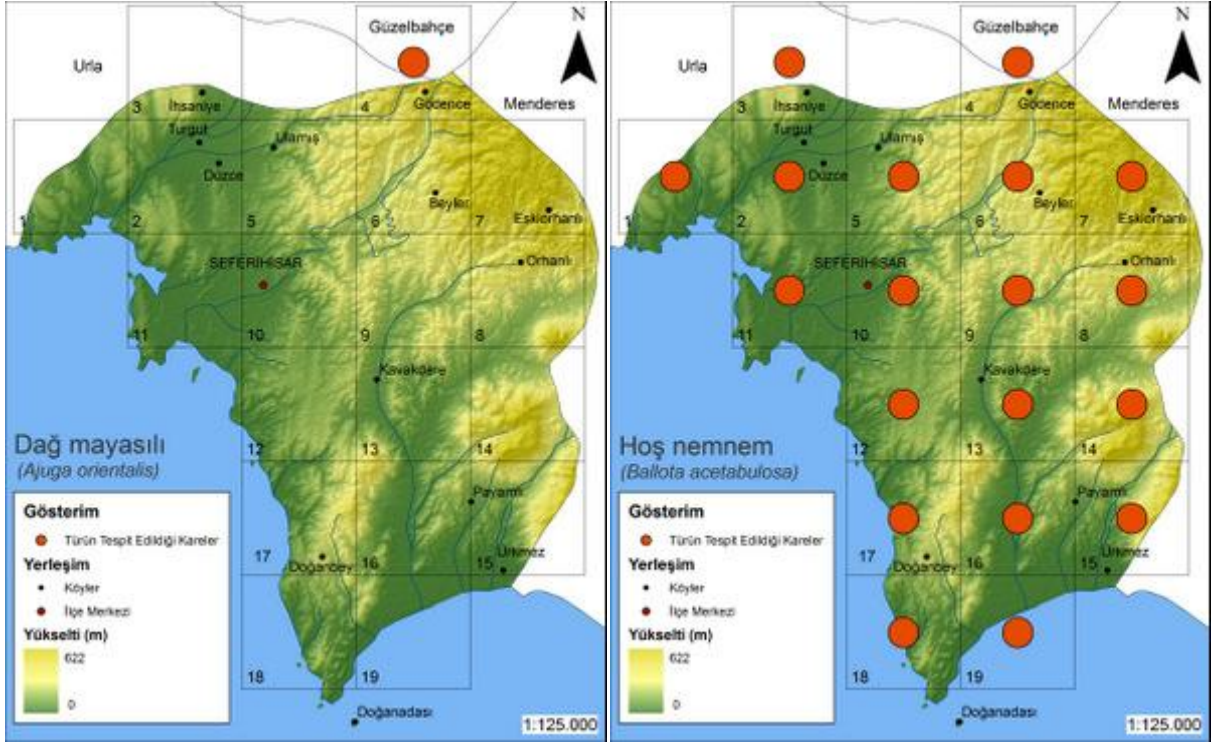 N
Güzelbahçe
Urla
Menderes
İhsaniye
Gödence
3
4
Turgut
Ulamış
Düzce
Beyler
Eskiorhanlı
1
2
5
6
7
SEFERİHİSAR
Orhanlı
11
10
9
8
Kavakdere
Dağ mayasılı
(Ajuga orientalis)
12
13
14
Payamlı
Gösterim
Türün Tespit Edildiği Kareler
Yerleşim
Köyler
İlçe Merkezi
Yükselti (m)
622
0
17
Doğanbey
16
15
Ürkmez
18
19
Doğanadası
1:125.000
N
Güzelbahçe
Urla
Menderes
İhsaniye
Gödence
3
4
Turgut
Ulamış
Düzce
Beyler
Eskiorhanlı
1
2
5
6
7
SEFERİHİSAR
Orhanlı
11
10
9
8
Kavakdere
Hoş nemnem
(Ballota acetabulosa)
12
13
14
Payamlı
Gösterim
Türün Tespit Edildiği Kareler
Yerleşim
Köyler
İlçe Merkezi
Yükselti (m)
622
0
17
Doğanbey
16
15
Ürkmez
18
19
Doğanadası
1:125.000